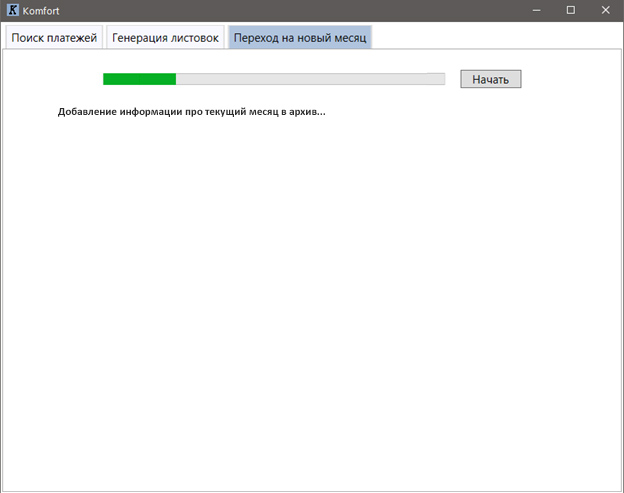 K Komfort
Поиск платежей Генерация листовок Переход на новый месяц
Начать
Добавление информации про текущий месяц в архив...